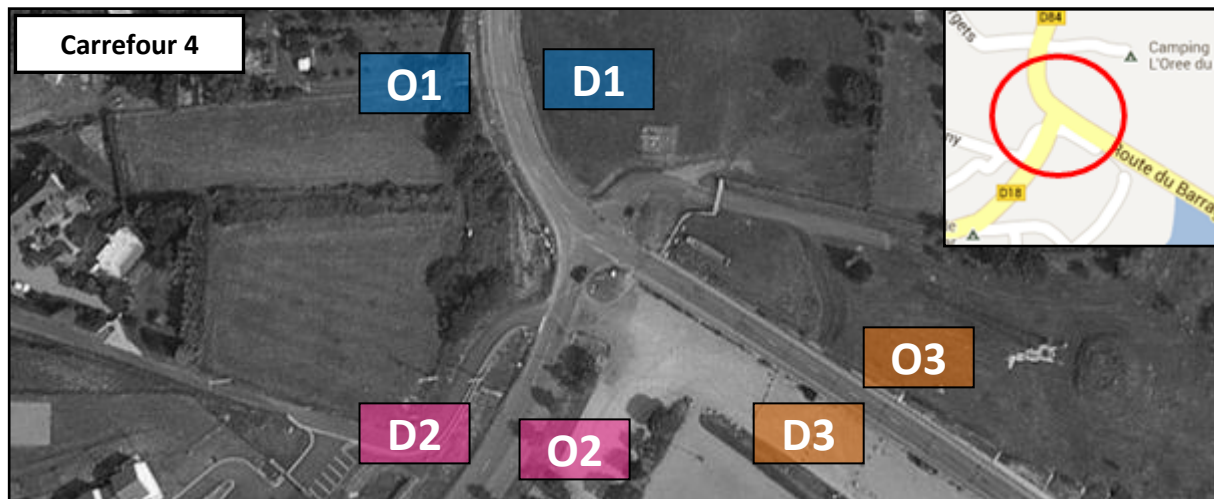 Carrefour 4
O1
D1
D84
Camping
L'Oree du
D18
Route du Barra
O3
D2
O2
D3